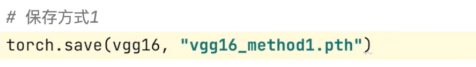 # 保存方式1
torch.save(vgg16, "vgg16_method1.pth")